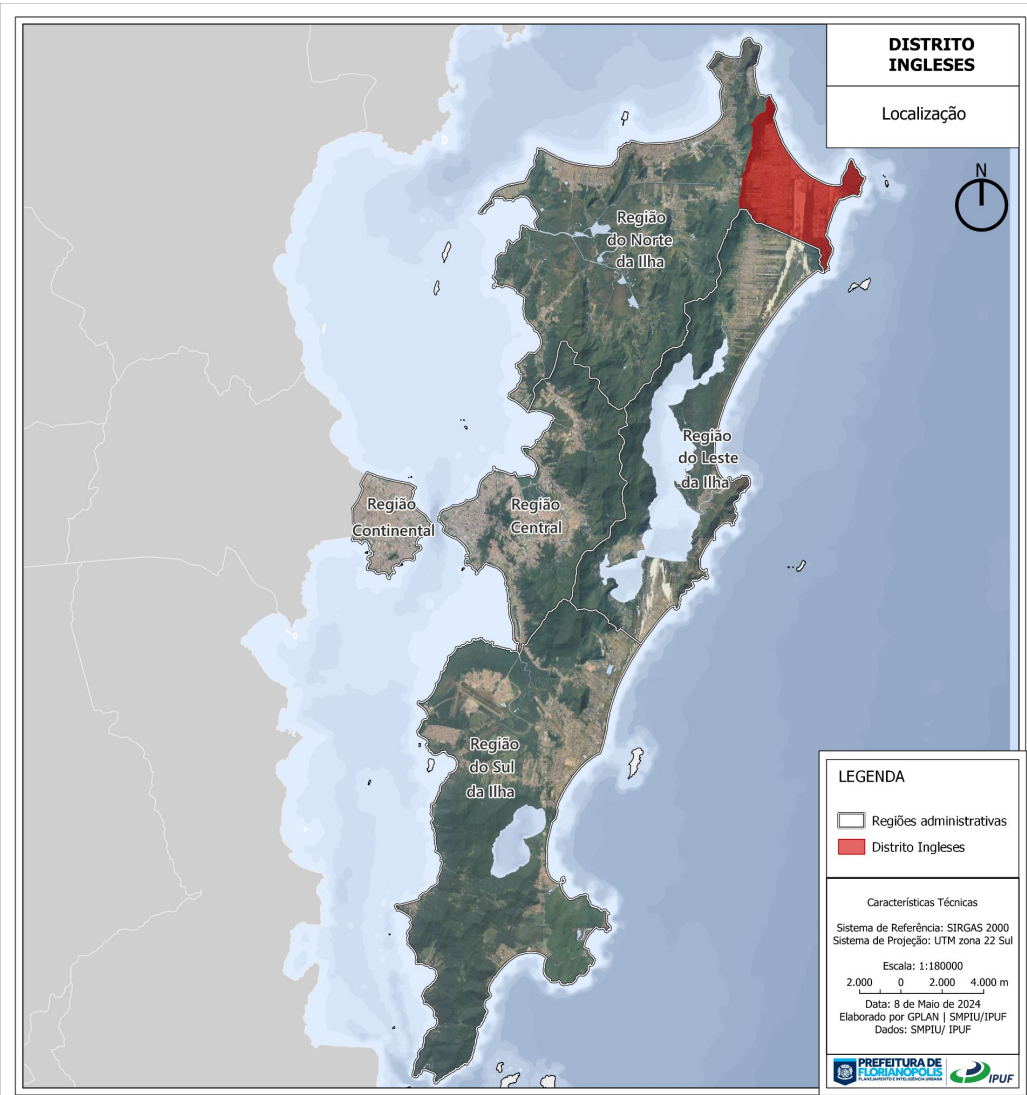 DISTRITO
INGLESES
Localização
N
Região
do Norte
da Ilha
Região
do Leste
da Ilha
Região
Continental
Região
Central
Região
do Sul
da Ilha
LEGENDA
Regiões administrativas
Distrito Ingleses
Características Técnicas
Sistema de Referência: SIRGAS 2000
Sistema de Projeção: UTM zona 22 Sul
Escala: 1:180000
2.000 0 2.000 4.000 m
Data: 8 de Maio de 2024
Elaborado por GPLAN | SMPIU/IPUF
Dados: SMPIU/ IPUF
PREFEITURA DE
FLORIANÓPOLIS
PLANEJAMENTO E INTELIGÊNCIA URBANA
IPUF